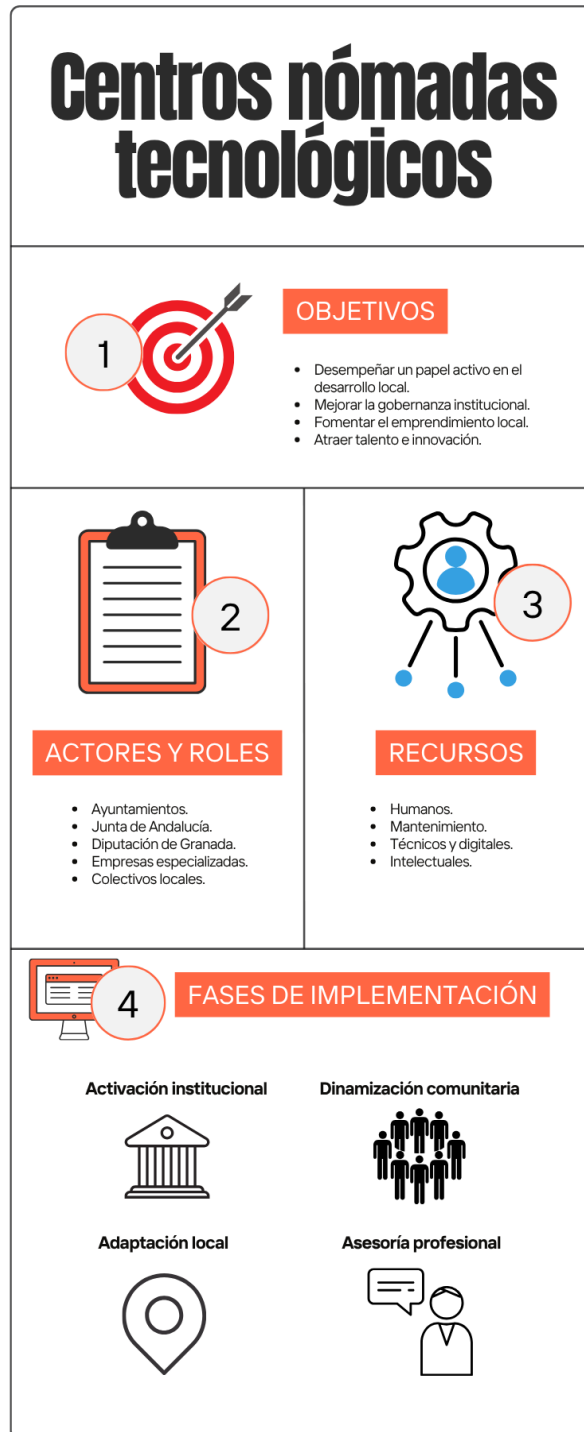 Centros nómadas
tecnológicos
1
OBJETIVOS
• Desempeñar un papel activo en el
desarrollo local.
• Mejorar la gobernanza institucional.
• Fomentar el emprendimiento local.
• Atraer talento e innovación.
2
ACTORES Y ROLES
• Ayuntamientos.
• Junta de Andalucía.
• Diputación de Granada.
• Empresas especializadas.
• Colectivos locales.
3
RECURSOS
• Humanos.
• Mantenimiento.
• Técnicos y digitales.
• Intelectuales.
4
FASES DE IMPLEMENTACIÓN
Activación institucional
Dinamización comunitaria
Adaptación local
Asesoría profesional